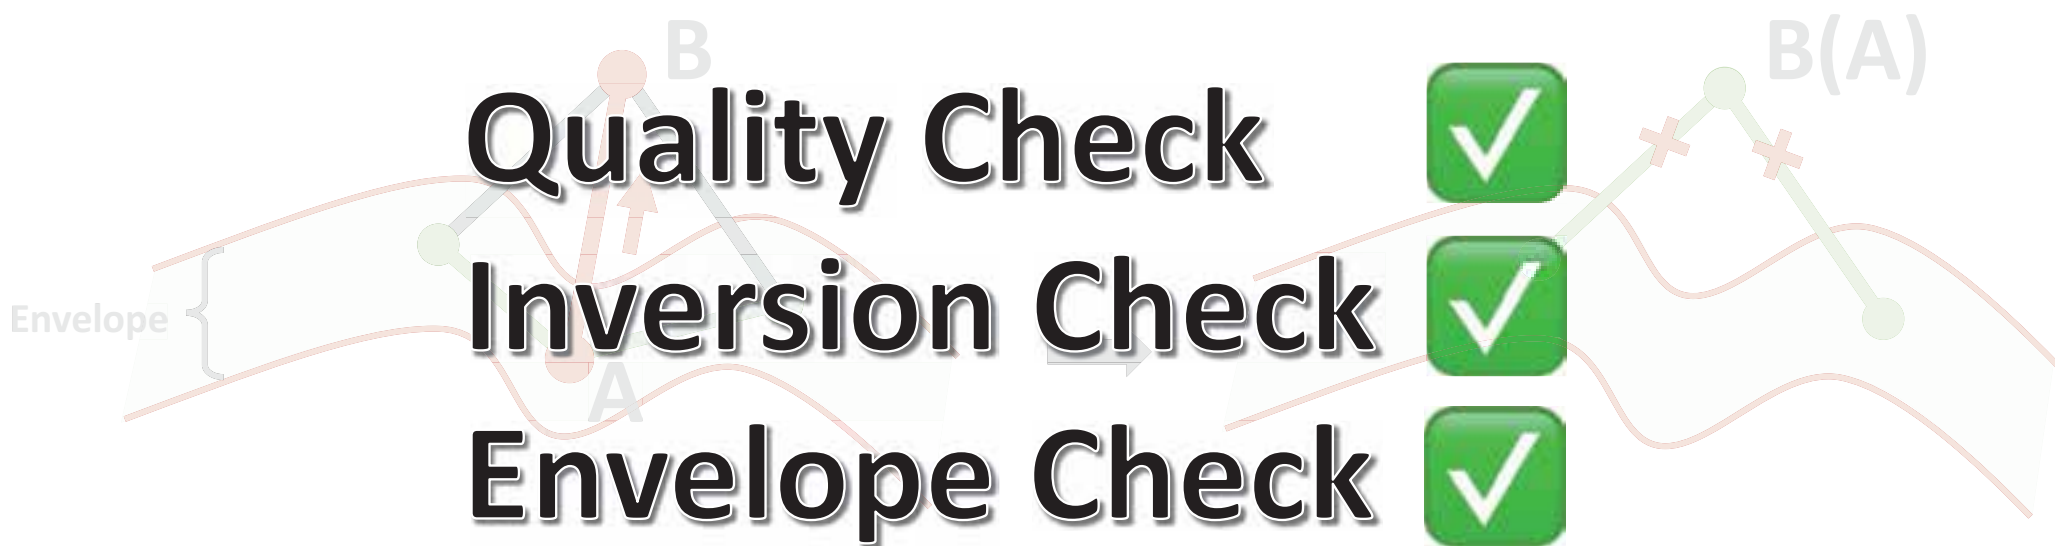 B
B(A)
Quality Check
Envelope
Inversion Check
A
Envelope Check